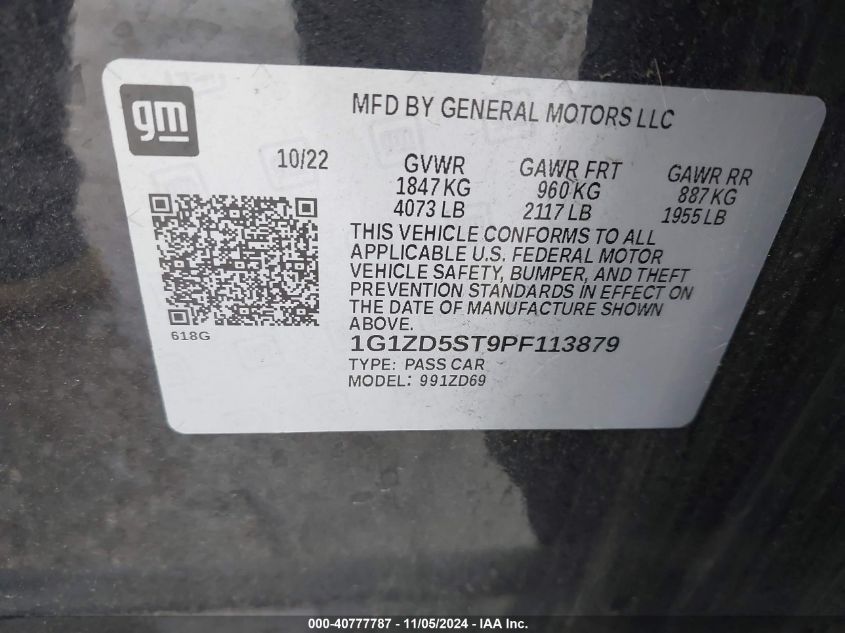 gm
MFD BY GENERAL MOTORS LLC
10/22
GVWR GAWR FRT GAWR RR
1847 KG 960 KG 887 KG
4073 LB 2117 LB 1955 LB
THIS VEHICLE CONFORMS TO ALL
APPLICABLE U.S. FEDERAL MOTOR
VEHICLE SAFETY, BUMPER, AND THEFT
PREVENTION STANDARDS IN EFFECT ON
THE DATE OF MANUFACTURE SHOWN
ABOVE.
618G
1G1ZD5ST9PF113879
TYPE: PASS CAR
MODEL: 991ZD69
000-40777787 - 11/05/2024 - IAA Inc.